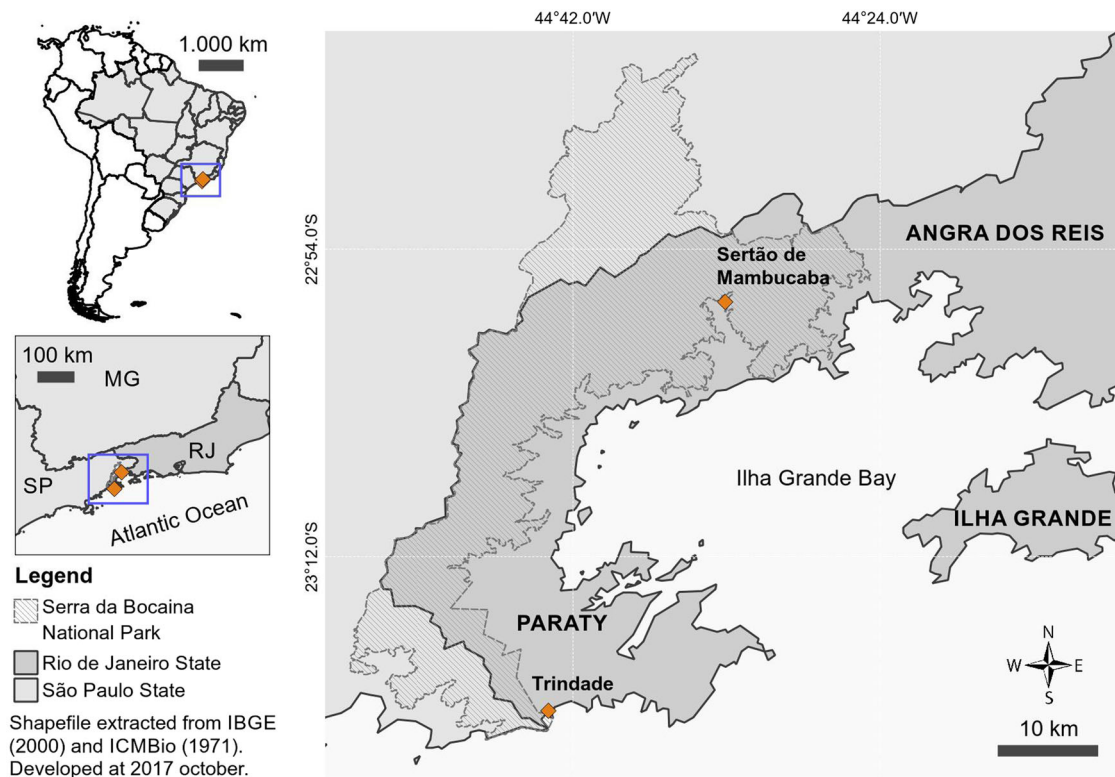 1.000 km
100 km
MG
RJ
SP
Atlantic Ocean
Legend
Serra da Bocaina
National Park
Rio de Janeiro State
São Paulo State
Shapefile extracted from IBGE
(2000) and ICMBio (1971).
Developed at 2017 october.
44°42.0'W
44°24.0'W
22°54.0'S
23°12.0'S
ANGRA DOS REIS
Sertão de
Mambucaba
Ilha Grande Bay
ILHA GRANDE
PARATY
Trindade
N
W
E
S
10 km